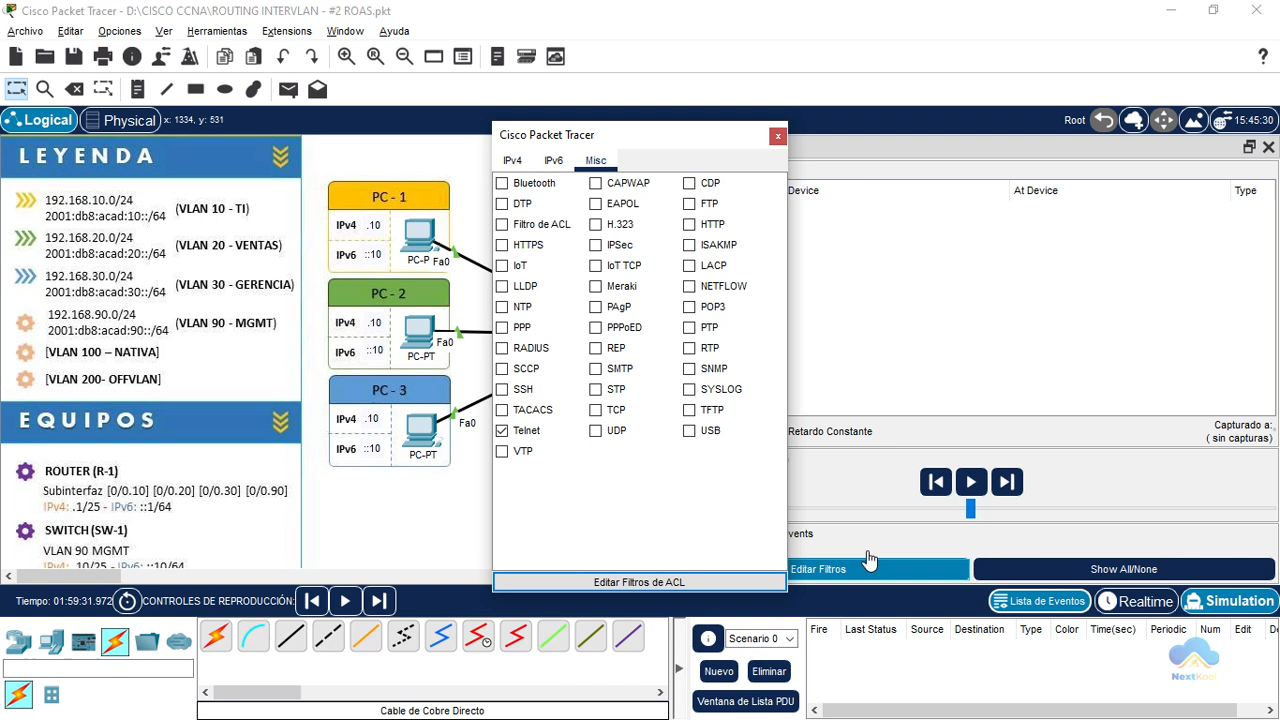 Cisco Packet Tracer - D:\CISCO CCNA\ROUTING INTERVLAN - #2 ROAS.pkt
Archivo Editar Opciones Ver Herramientas Extensions Window Ayuda
Logical Physical x: 1334, y: 531 Root 15:45:30
LEYENDA
192.168.10.0/24
2001:db8:acad:10::/64 (VLAN 10 - TI)
192.168.20.0/24
2001:db8:acad:20::/64 (VLAN 20 - VENTAS)
192.168.30.0/24
2001:db8:acad:30::/64 (VLAN 30 - GERENCIA)
192.168.90.0/24
2001:db8:acad:90::/64 (VLAN 90 - MGMT)
[VLAN 100 – NATIVA]
[VLAN 200- OFFVLAN]
EQUIPOS
ROUTER (R-1)
Subinterfaz [0/0.10] [0/0.20] [0/0.30] [0/0.90]
IPv4: .1/25 - IPv6: ::1/64
SWITCH (SW-1)
VLAN 90 MGMT
IPv4: .10/25 - IPv6: ::10/64
PC - 1
IPv4 .10
IPv6 ::10
PC-P Fa0
PC - 2
IPv4 .10
IPv6 ::10
Fa0
PC-PT
PC - 3
IPv4 .10
IPv6 ::10
Fa0
PC-PT
Cisco Packet Tracer x
IPv4 IPv6 Misc
Bluetooth CAPWAP CDP
DTP EAPOL FTP
Filtro de ACL H.323 HTTP
HTTPS IPSec ISAKMP
IoT IoT TCP LACP
LLDP Meraki NETFLOW
NTP PAgP POP3
PPP PPPoED PTP
RADIUS REP RTP
SCCP SMTP SNMP
SSH STP SYSLOG
TACACS TCP TFTP
Telnet UDP USB
VTP
Editar Filtros de ACL
Device At Device Type
Retardo Constante Capturado a:
( sin capturas)
vents
Editar Filtros Show All/None
Tiempo: 01:59:31.972 CONTROLES DE REPRODUCCIÓN: Lista de Eventos Realtime Simulation
Scenario 0
Nuevo Eliminar
Ventana de Lista PDU
Fire Last Status Source Destination Type Color Time(sec) Periodic Num Edit
NextKool
Cable de Cobre Directo